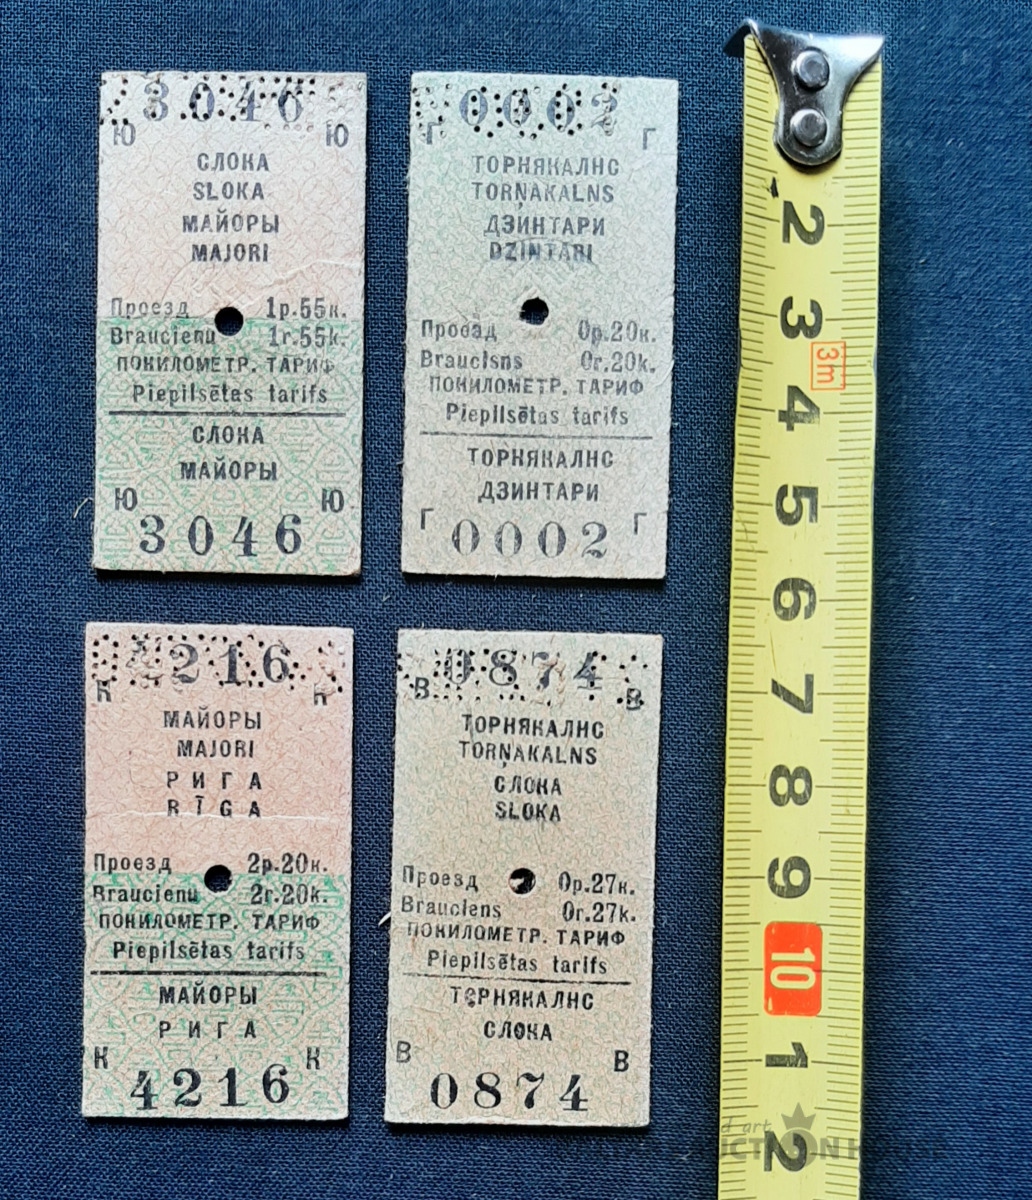 3046
Ю Ю
СЛОКА
SLOKA
МАЙОРЫ
MAJORI
Проезд 1р.55к.
Braucienu 1r.55k.
ПОКИЛОМЕТР. ТАРИФ
Piepilsētas tarifs
СЛОКА
МАЙОРЫ
Ю Ю
3046
0002
Г Г
ТОРНЯКАЛНС
TORŅAKALNS
ДЗИНТАРИ
DZINTARI
Проезд 0р.20к.
Braucisns 0r.20k.
ПОКИЛОМЕТР. ТАРИФ
Piepilsētas tarifs
ТОРНЯКАЛНС
ДЗИНТАРИ
Г Г
0002
4216
К К
МАЙОРЫ
MAJORI
РИГА
RĪGA
Проезд 2р.20к.
Braucienu 2r.20k.
ПОКИЛОМЕТР. ТАРИФ
Piepilsētas tarifs
МАЙОРЫ
РИГА
К К
4216
0874
В В
ТОРНЯКАЛНС
TORŅAKALNS
СЛОКА
SLOKA
Проезд 0р.27к.
Brauciens 0r.27k.
ПОКИЛОМЕТР. ТАРИФ
Piepilsētas tarifs
ТОРНЯКАЛНС
СЛОКА
В В
0874
2
3
3m
4
5
6
7
8
9
10
1
2